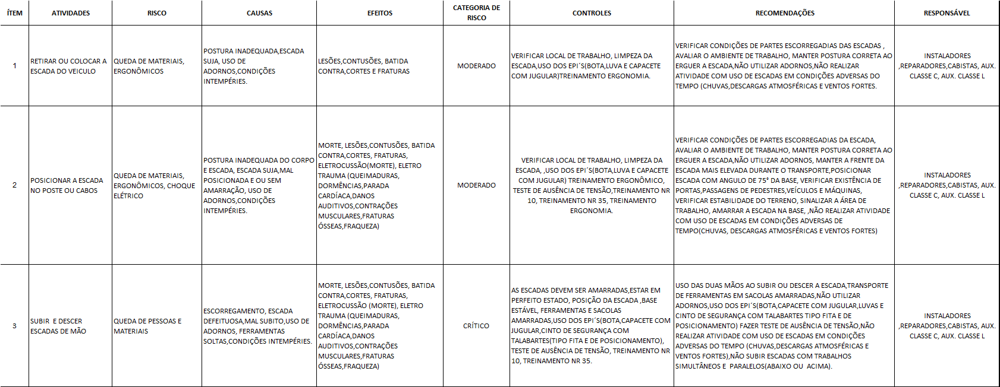 ÍTEM
ATIVIDADES
RISCO
CAUSAS
EFEITOS
CATEGORIA DE
RISCO
CONTROLES
RECOMENDAÇÕES
RESPONSÁVEL
1
RETIRAR OU COLOCAR A
ESCADA DO VEICULO
QUEDA DE MATERIAIS,
ERGONÔMICOS
POSTURA INADEQUADA,ESCADA
SUJA, USO DE
ADORNOS,CONDIÇÕES
INTEMPÉRIES.
LESÕES,CONTUSÕES, BATIDA
CONTRA,CORTES E FRATURAS
MODERADO
VERIFICAR LOCAL DE TRABALHO, LIMPEZA DA
ESCADA,USO DOS EPI´S(BOTA,LUVA E CAPACETE
COM JUGULAR)TREINAMENTO ERGONOMIA.
VERIFICAR CONDIÇÕES DE PARTES ESCORREGADIAS DAS ESCADAS ,
AVALIAR O AMBIENTE DE TRABALHO, MANTER POSTURA CORRETA AO
ERGUER A ESCADA,NÃO UTILIZAR ADORNOS,NÃO REALIZAR
ATIVIDADE COM USO DE ESCADAS EM CONDIÇÕES ADVERSAS DO
TEMPO (CHUVAS,DESCARGAS ATMOSFÉRICAS E VENTOS FORTES.
INSTALADORES
,REPARADORES,CABISTAS, AUX.
CLASSE C, AUX. CLASSE L
2
POSICIONAR A ESCADA
NO POSTE OU CABOS
QUEDA DE MATERIAIS,
ERGONÔMICOS, CHOQUE
ELÉTRICO
POSTURA INADEQUADA DO CORPO
E ESCADA, ESCADA SUJA,MAL
POSICIONADA E OU SEM
AMARRAÇÃO, USO DE
ADORNOS,CONDIÇÕES
INTEMPÉRIES.
MORTE, LESÕES,CONTUSÕES, BATIDA
CONTRA,CORTES, FRATURAS,
ELETROCUSSÃO(MORTE), ELETRO
TRAUMA (QUEIMADURAS,
DORMÊNCIAS,PARADA
CARDÍACA,DANOS
AUDITIVOS,CONTRAÇÕES
MUSCULARES,FRATURAS
ÓSSEAS,FRAQUEZA)
MODERADO
VERIFICAR LOCAL DE TRABALHO, LIMPEZA DA
ESCADA, ,USO DOS EPI´S(BOTA,LUVA E CAPACETE
COM JUGULAR) TREINAMENTO ERGONÔMICO,
TESTE DE AUSÊNCIA DE TENSÃO,TREINAMENTO NR
10, TREINAMENTO NR 35, TREINAMENTO
ERGONOMIA.
VERIFICAR CONDIÇÕES DE PARTES ESCORREGADIAS DA ESCADA,
AVALIAR O AMBIENTE DE TRABALHO, MANTER POSTURA CORRETA AO
ERGUER A ESCADA,NÃO UTILIZAR ADORNOS, MANTER A FRENTE DA
ESCADA MAIS ELEVADA DURANTE O TRANSPORTE,POSICIONAR
ESCADA COM ANGULO DE 75° DA BASE, VERIFICAR EXISTÊNCIA DE
PORTAS,PASSAGENS DE PEDESTRES,VEÍCULOS E MÁQUINAS,
VERIFICAR ESTABILIDADE DO TERRENO, SINALIZAR A ÁREA DE
TRABALHO, AMARRAR A ESCADA NA BASE, ,NÃO REALIZAR ATIVIDADE
COM USO DE ESCADAS EM CONDIÇÕES ADVERSAS DE
TEMPO(CHUVAS, DESCARGAS ATMOSFÉRICAS E VENTOS FORTES)
INSTALADORES
,REPARADORES,CABISTAS, AUX.
CLASSE C, AUX. CLASSE L
3
SUBIR  E DESCER
ESCADAS DE MÃO
QUEDA DE PESSOAS E
MATERIAIS
ESCORREGAMENTO, ESCADA
DEFEITUOSA,MAL SUBITO,USO DE
ADORNOS, FERRAMENTAS
SOLTAS,CONDIÇÕES INTEMPÉRIES.
MORTE, LESÕES,CONTUSÕES, BATIDA
CONTRA,CORTES, FRATURAS,
ELETROCUSSÃO (MORTE), ELETRO
TRAUMA (QUEIMADURAS,
DORMÊNCIAS,PARADA
CARDÍACA,DANOS
AUDITIVOS,CONTRAÇÕES
MUSCULARES,FRATURAS
ÓSSEAS,FRAQUEZA)
CRÍTICO
AS ESCADAS DEVEM SER AMARRADAS,ESTAR EM
PERFEITO ESTADO, POSIÇÃO DA ESCADA ,BASE
ESTÁVEL, FERRAMENTAS E SACOLAS
AMARRADAS,USO DOS EPI´S(BOTA,CAPACETE COM
JUGULAR,CINTO DE SEGURANÇA COM
TALABARTES(TIPO FITA E DE POSICIONAMENTO),
TESTE DE AUSÊNCIA DE TENSÃO, TREINAMENTO NR
10, TREINAMENTO NR 35.
USO DAS DUAS MÃOS AO SUBIR OU DESCER A ESCADA,TRANSPORTE
DE FERRAMENTAS EM SACOLAS AMARRADAS,NÃO UTILIZAR
ADORNOS,USO DOS EPI´S(BOTA,CAPACETE COM JUGULAR,LUVAS E
CINTO DE SEGURANÇA COM TALABARTES TIPO FITA E DE
POSICIONAMENTO) FAZER TESTE DE AUSÊNCIA DE TENSÃO,NÃO
REALIZAR ATIVIDADE COM USO DE ESCADAS EM CONDIÇÕES
ADVERSAS DO TEMPO (CHUVAS,DESCARGAS ATMOSFÉRICAS E
VENTOS FORTES),NÃO SUBIR ESCADAS COM TRABALHOS
SIMULTÂNEOS E  PARALELOS(ABAIXO OU  ACIMA).
INSTALADORES
,REPARADORES,CABISTAS, AUX.
CLASSE C, AUX. CLASSE L